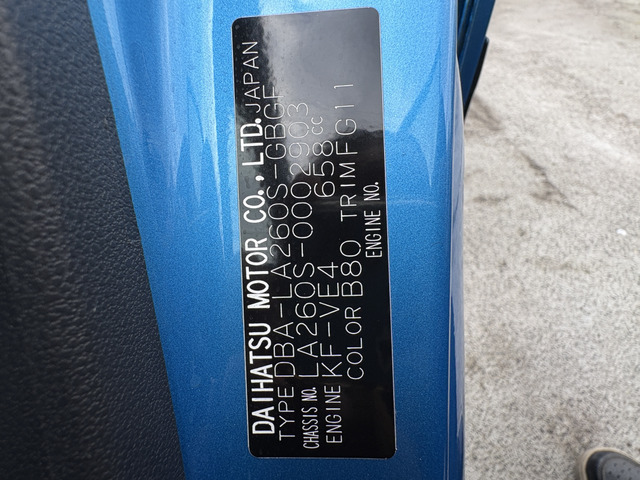 DAIHATSU MOTOR CO., LTD. JAPAN
TYPE DBA-LA260S-GBGF
CHASSIS NO. LA260S-0002903
ENGINE KF-VE4 658CC
COLOR B80 TRIM FG11
ENGINE NO.